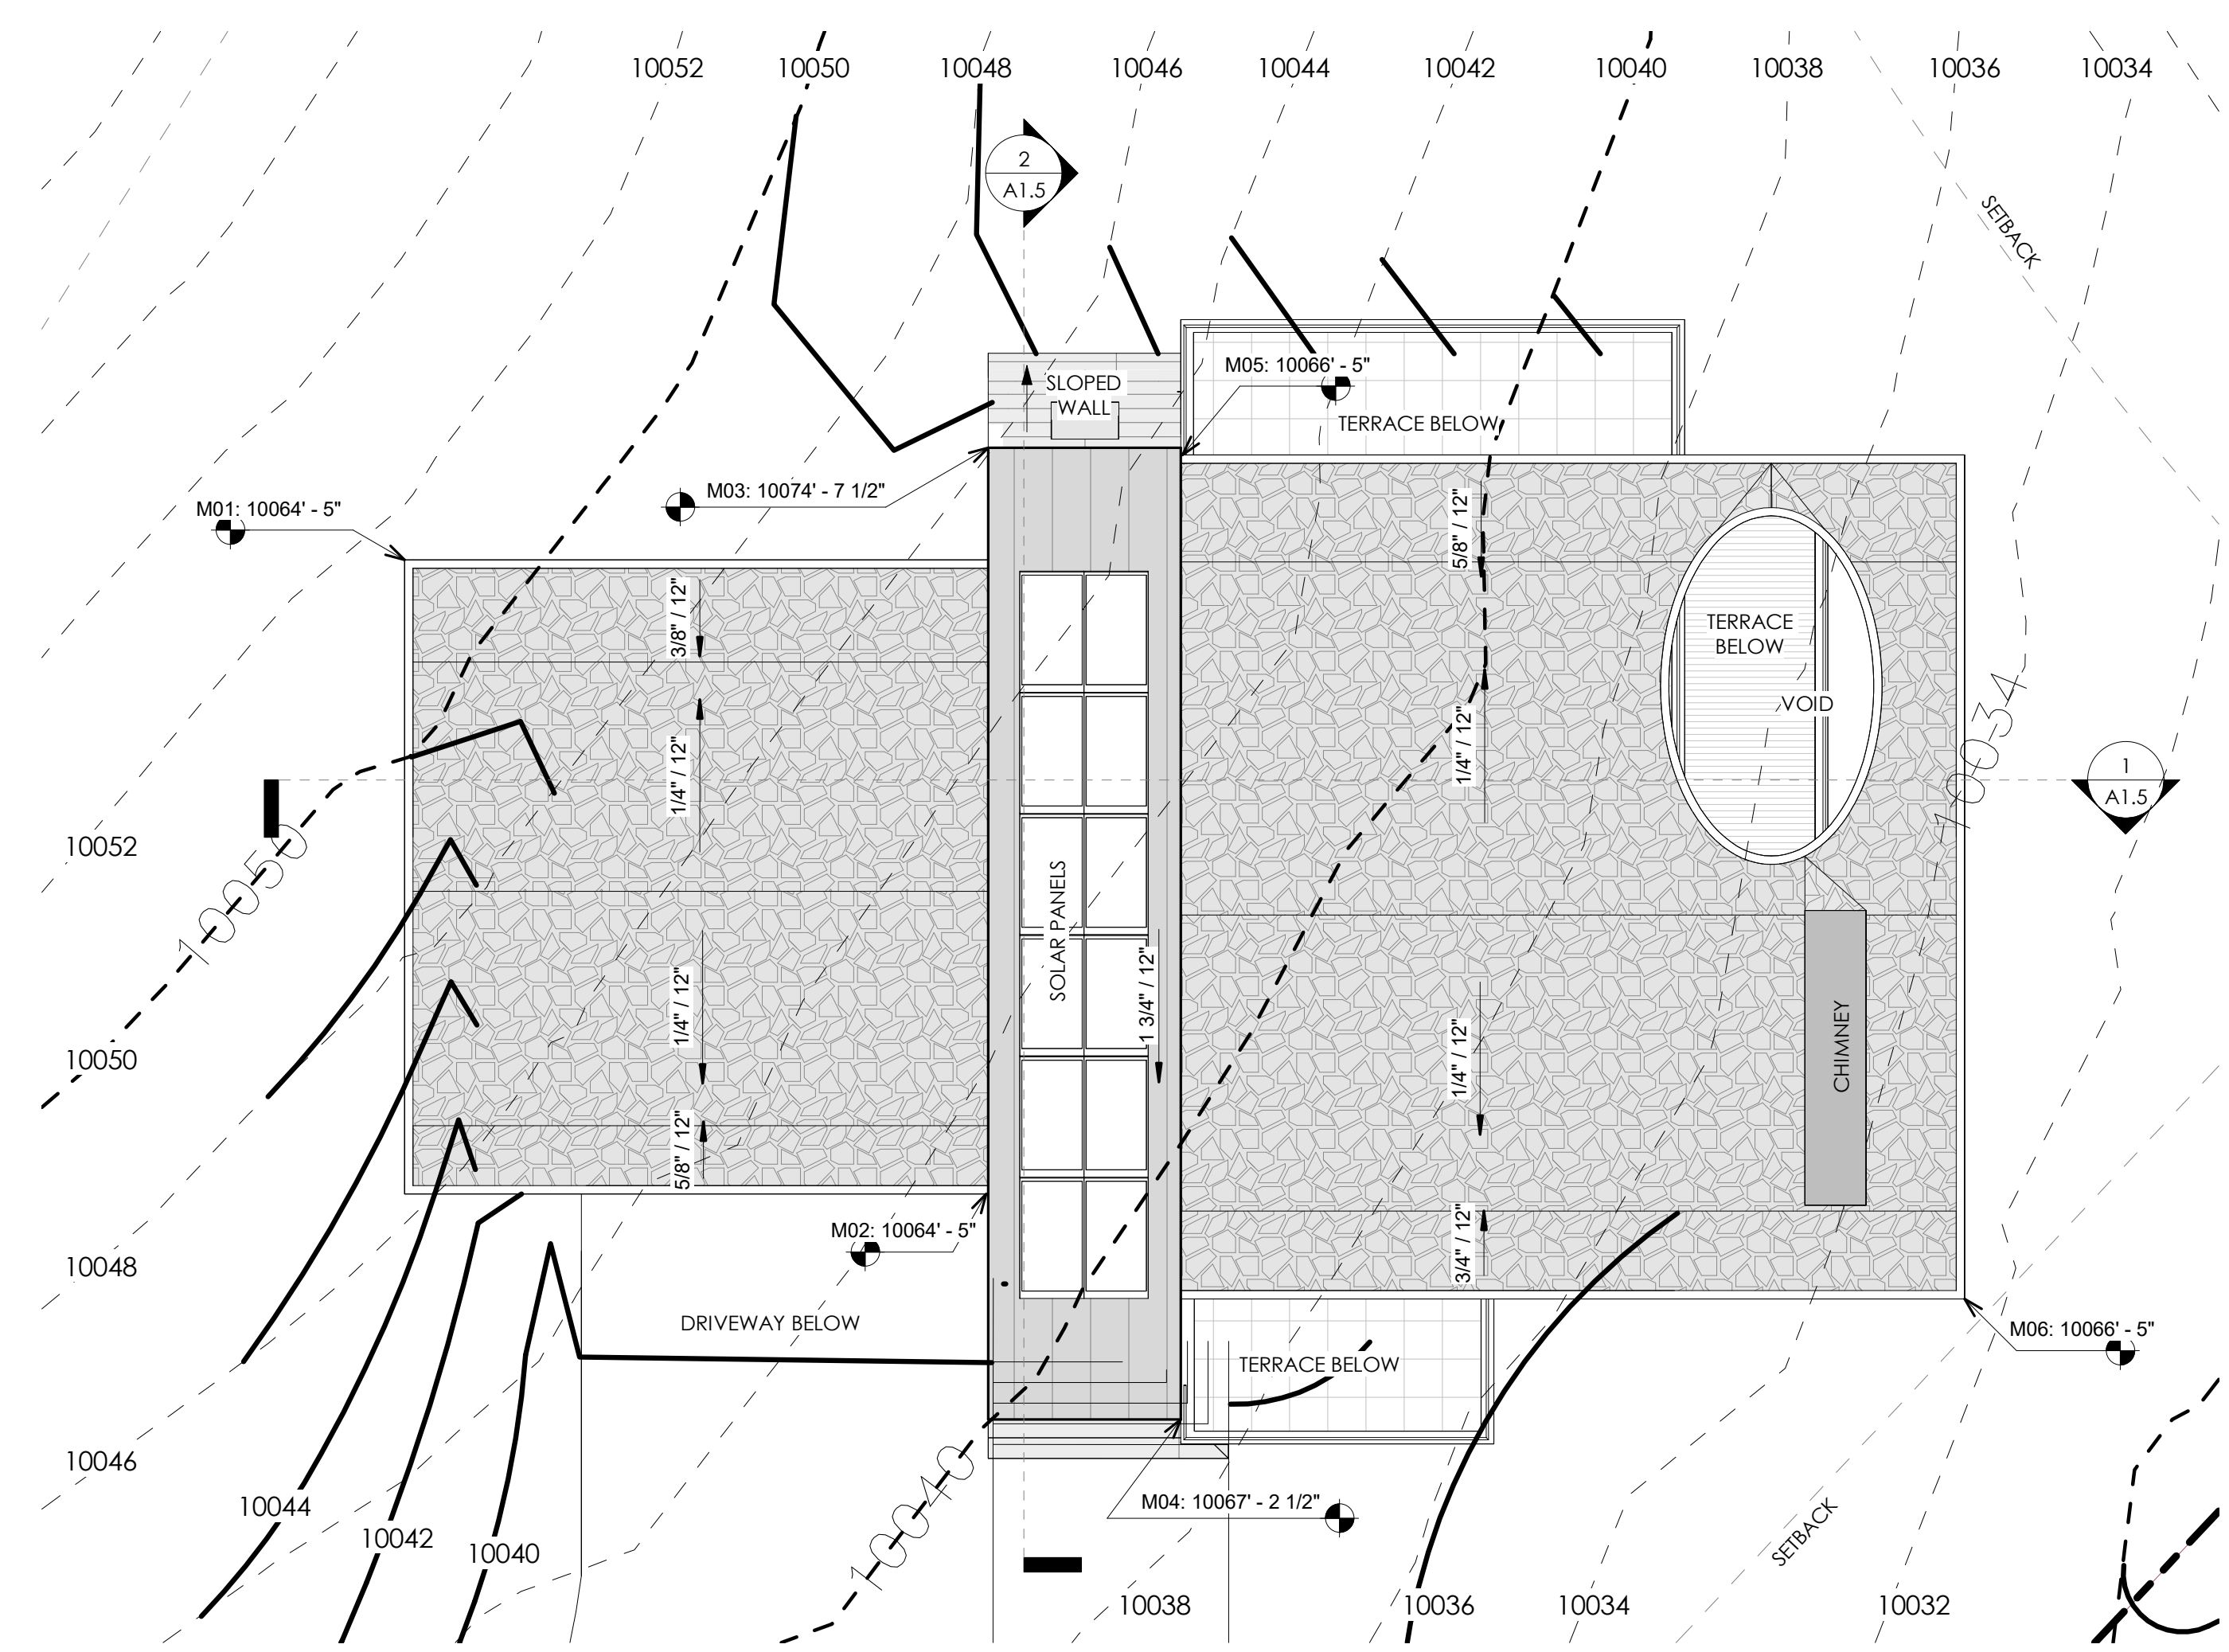 10052
10050
10048
10046
10044
10042
10040
10038
10036
10034
2
A1.5
SETBACK
M05: 10066' - 5"
SLOPED
WALL
TERRACE BELOW
M03: 10074' - 7 1/2"
M01: 10064' - 5"
5/8" / 12"
3/8" / 12"
TERRACE
BELOW
VOID
1/4" / 12"
1/4" / 12"
10034
1
A1.5
10052
10050
SOLAR PANELS
1 3/4" / 12"
1/4" / 12"
1/4" / 12"
CHIMNEY
10050
5/8" / 12"
3/4" / 12"
M02: 10064' - 5"
10048
DRIVEWAY BELOW
TERRACE BELOW
M06: 10066' - 5"
10046
10044
10042
10040
10040
M04: 10067' - 2 1/2"
SETBACK
10038
10036
10034
10032